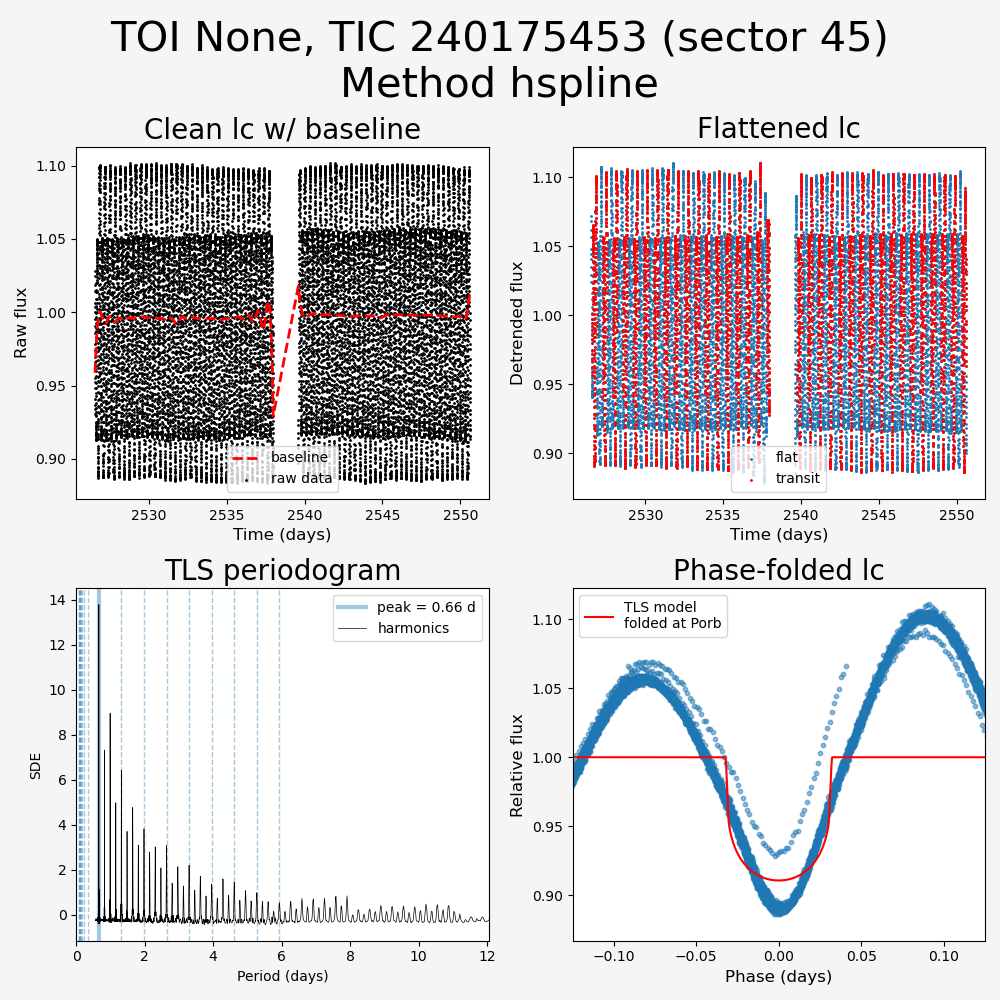 TOI None, TIC 240175453 (sector 45)
Method hspline
Clean lc w/ baseline
Raw flux
1.10
1.05
1.00
0.95
0.90
baseline
raw data
2530
2535
2540
2545
2550
Time (days)
Flattened lc
Detrended flux
1.10
1.05
1.00
0.95
0.90
flat
transit
2530
2535
2540
2545
2550
Time (days)
TLS periodogram
SDE
14
12
10
8
6
4
2
0
peak = 0.66 d
harmonics
0
2
4
6
8
10
12
Period (days)
Phase-folded lc
Relative flux
1.10
1.05
1.00
0.95
0.90
TLS model
folded at Porb
−0.10
−0.05
0.00
0.05
0.10
Phase (days)